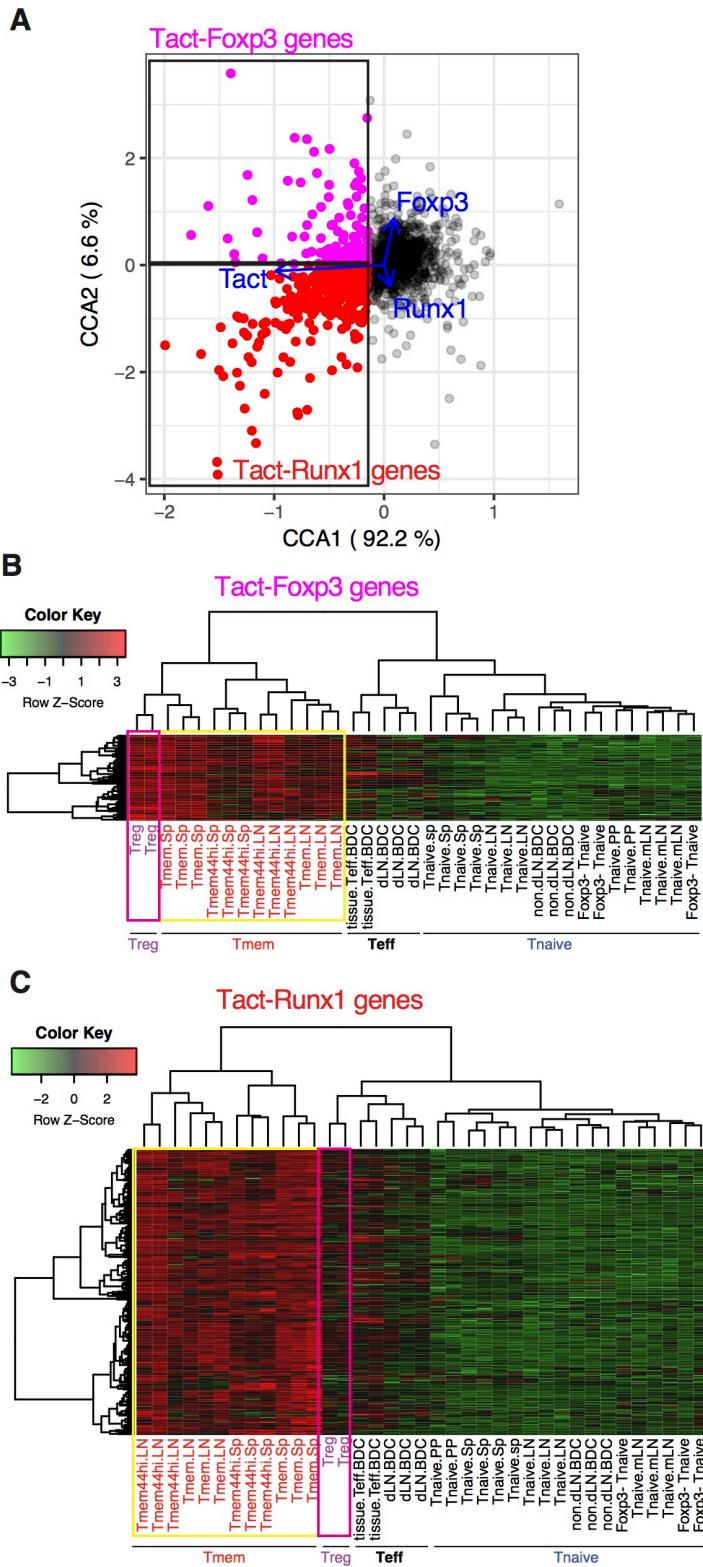 A
Tact-Foxp3 genes
CCA2 ( 6.6 %)
2
0
−2
−4
Foxp3
Tact
Runx1
Tact-Runx1 genes
−2
−1
0
1
CCA1 ( 92.2 %)
B
Tact-Foxp3 genes
Color Key
−3
−1
1
3
Row Z−Score
Treg
Treg
Tmem.Sp
Tmem.Sp
Tmem.Sp
Tmem44hi.Sp
Tmem44hi.Sp
Tmem44hi.Sp
Tmem44hi.LN
Tmem44hi.LN
Tmem44hi.LN
Tmem.LN
Tmem.LN
Tmem.LN
tissue.Teff.BDC
tissue.Teff.BDC
dLN.BDC
dLN.BDC
dLN.BDC
Tnaive.sp
Tnaive.Sp
Tnaive.Sp
Tnaive.Sp
Tnaive.LN
Tnaive.LN
Tnaive.LN
non.dLN.BDC
non.dLN.BDC
non.dLN.BDC
Foxp3- Tnaive
Foxp3- Tnaive
Tnaive.PP
Tnaive.PP
Tnaive.mLN
Tnaive.mLN
Tnaive.mLN
Foxp3- Tnaive
Treg
Tmem
Teff
Tnaive
C
Tact-Runx1 genes
Color Key
−2
0
2
Row Z−Score
Tmem44hi.LN
Tmem44hi.LN
Tmem44hi.LN
Tmem.LN
Tmem.LN
Tmem.LN
Tmem44hi.Sp
Tmem44hi.Sp
Tmem44hi.Sp
Tmem.Sp
Tmem.Sp
Tmem.Sp
Treg
Treg
tissue.Teff.BDC
tissue.Teff.BDC
dLN.BDC
dLN.BDC
dLN.BDC
Tnaive.PP
Tnaive.PP
Tnaive.Sp
Tnaive.Sp
Tnaive.Sp
Tnaive.sp
Tnaive.LN
Tnaive.LN
Tnaive.LN
non.dLN.BDC
non.dLN.BDC
non.dLN.BDC
Foxp3- Tnaive
Tnaive.mLN
Tnaive.mLN
Tnaive.mLN
Foxp3- Tnaive
Foxp3- Tnaive
Tmem
Treg
Teff
Tnaive